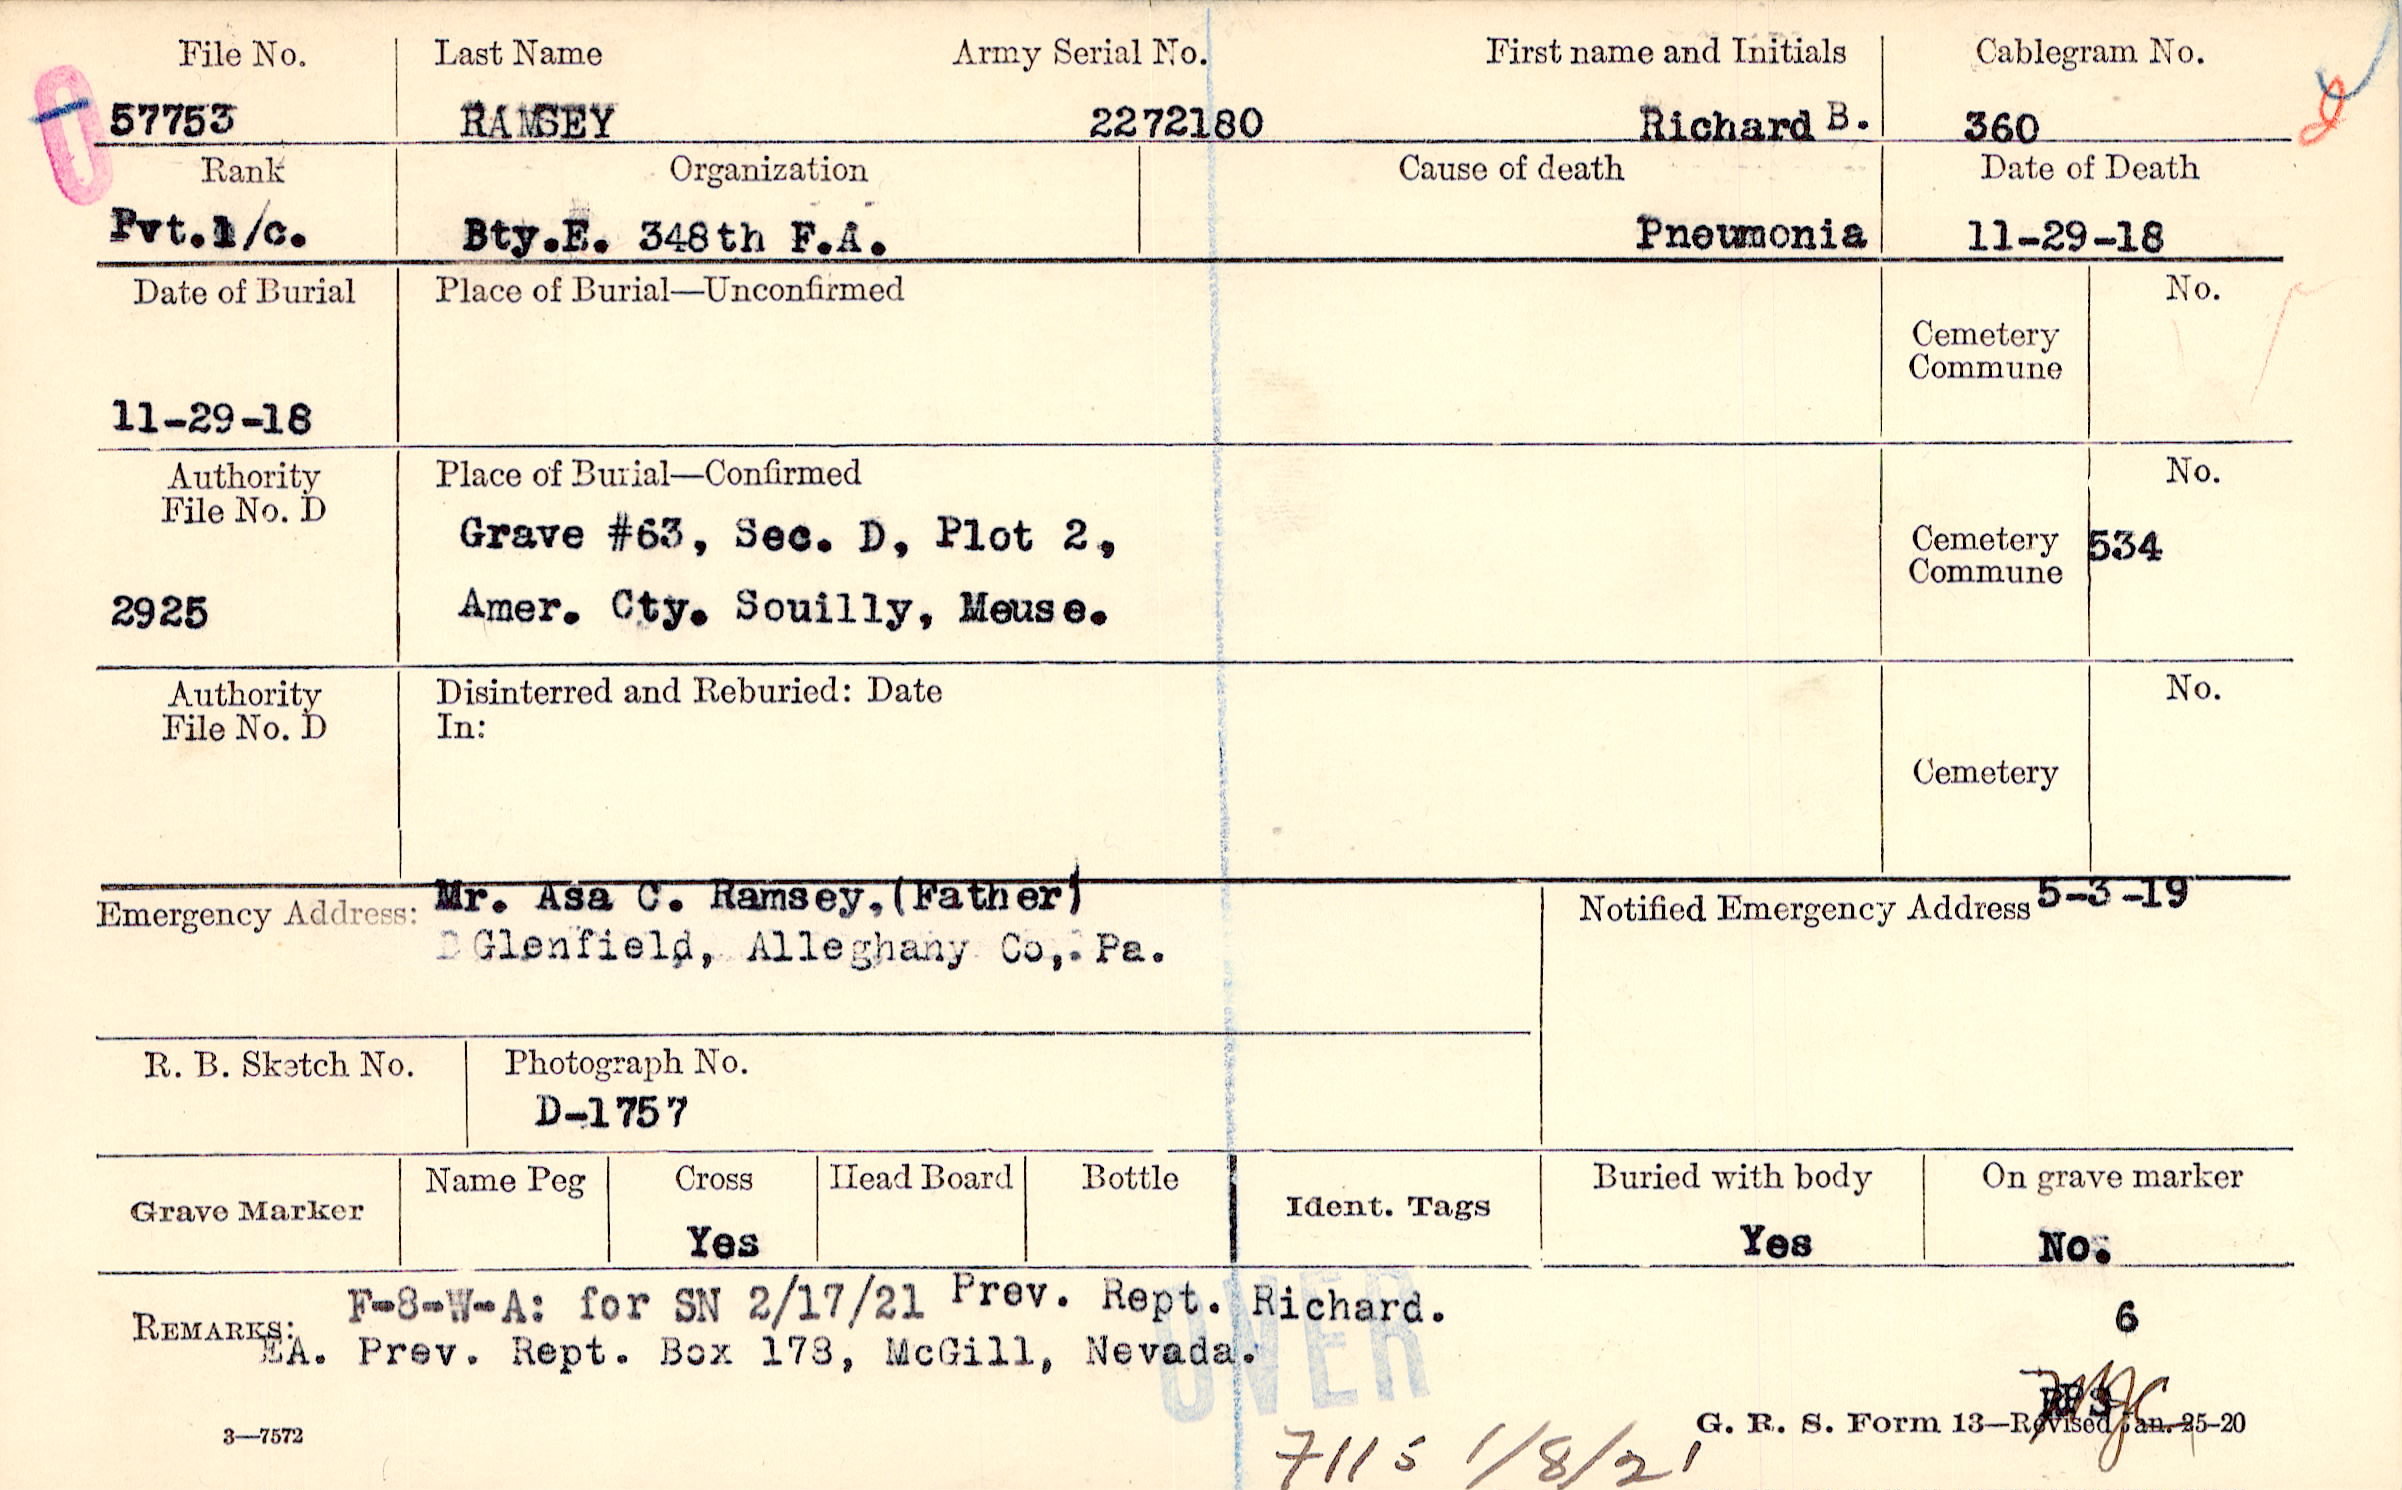 File No. Last Name Army Serial No. First name and Initials Cablegram No.
57753 RAMSEY 2272180 Richard B. 360
Rank Organization Cause of death Date of Death
Pvt.1/c. Bty.E. 348th F.A. Pneumonia 11-29-18
Date of Burial Place of Burial—Unconfirmed No.
Cemetery
Commune
11-29-18
Authority Place of Burial—Confirmed No.
File No. D
Grave #63, Sec. D, Plot 2,
Cemetery 534
Commune
2925 Amer. Cty. Souilly, Meuse.
Authority Disinterred and Reburied: Date No.
File No. D In:
Cemetery
Emergency Address: Mr. Asa C. Ramsey,(Father) Notified Emergency Address 5-3-19
Glenfield, Alleghany Co,. Pa.
R. B. Sketch No. Photograph No.
D-1757
Grave Marker Name Peg Cross Head Board Bottle Ident. Tags Buried with body On grave marker
Yes Yes No.
F-8-W-A: for SN 2/17/21 Prev. Rept. Richard. 6
REMARKS:
EA. Prev. Rept. Box 178, McGill, Nevada.
OVER
3—7572 G. R. S. Form 13—Revised Jan. 25-20
7115 1/8/21